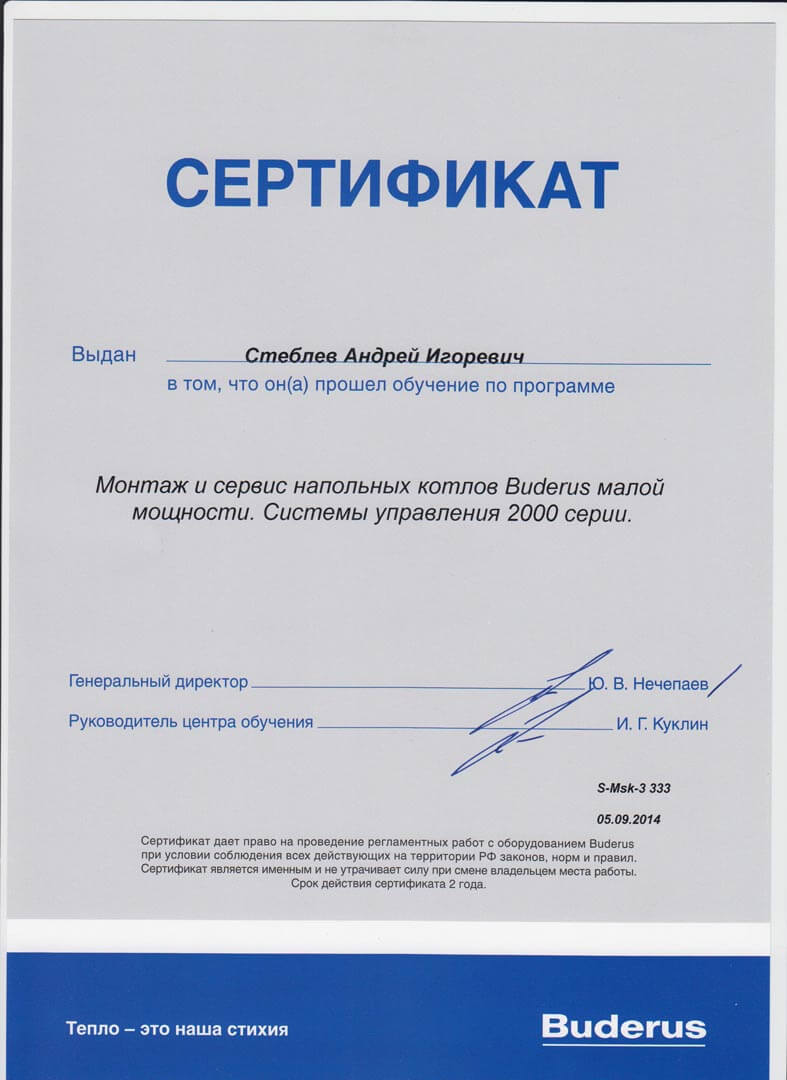 СЕРТИФИКАТ
Выдан Стеблев Андрей Игоревич
в том, что он(а) прошел обучение по программе
Монтаж и сервис напольных котлов Buderus малой
мощности. Системы управления 2000 серии.
Генеральный директор Ю. В. Нечепаев
Руководитель центра обучения И. Г. Куклин
S-Msk-3 333
05.09.2014
Сертификат дает право на проведение регламентных работ с оборудованием Buderus
при условии соблюдения всех действующих на территории РФ законов, норм и правил.
Сертификат является именным и не утрачивает силу при смене владельцем места работы.
Срок действия сертификата 2 года.
Тепло – это наша стихия
Buderus